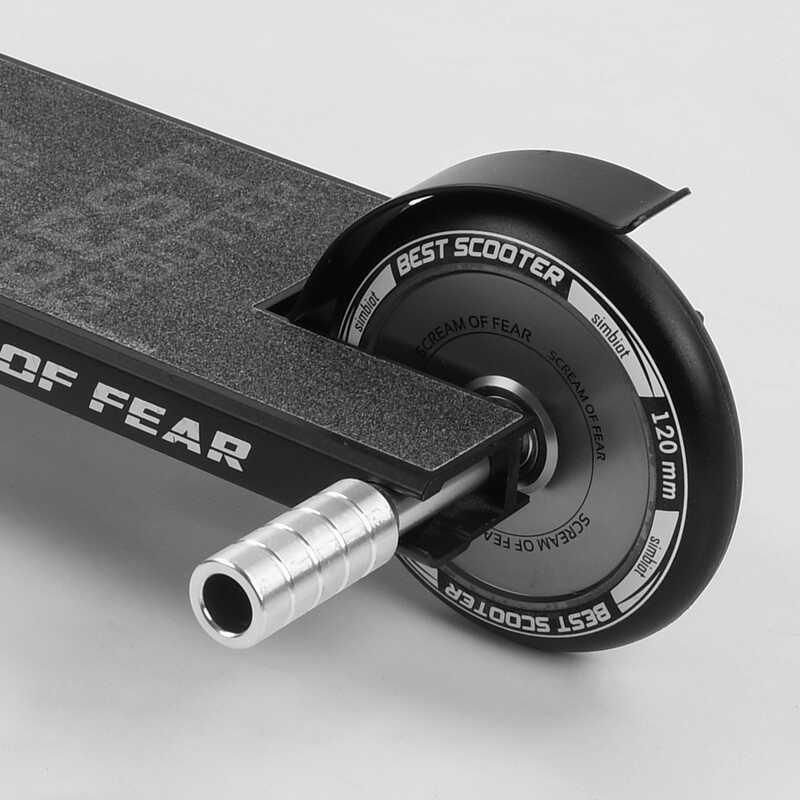 OF FEAR
BEST SCOOTER
simbiot
simbiot
120 mm
simbiot
BEST SCOOTER
SCREAM OF FEAR
SCREAM OF FEAR
SCREAM OF FEAR